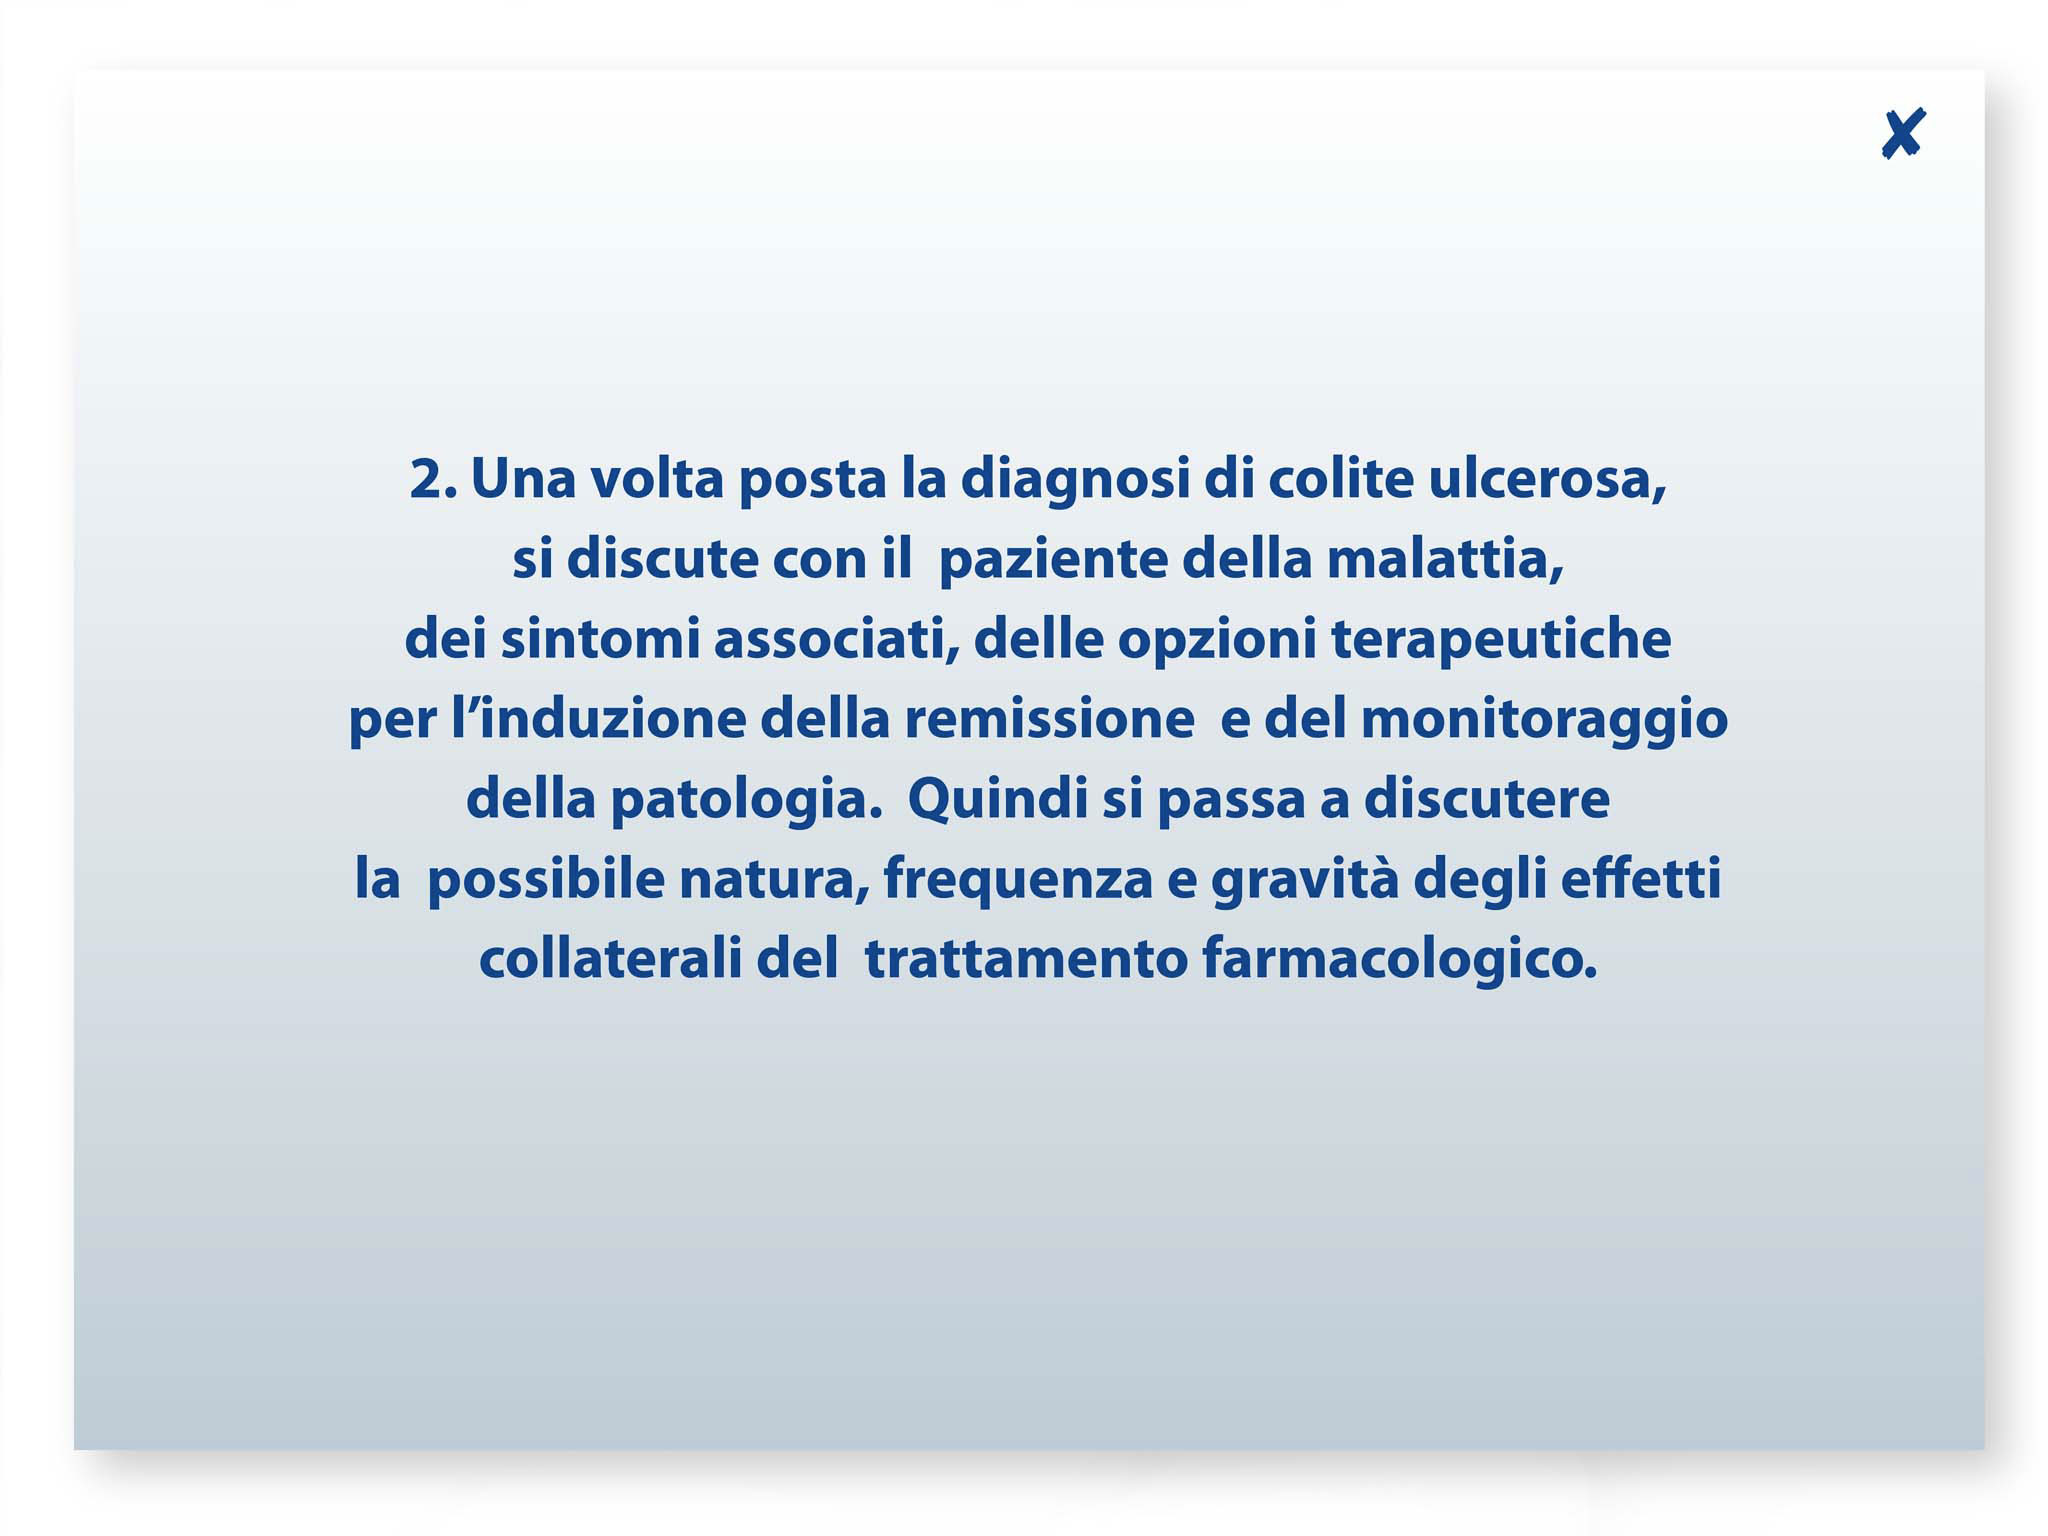 2. Una volta posta la diagnosi di colite ulcerosa,
si discute con il  paziente della malattia,
dei sintomi associati, delle opzioni terapeutiche
per l’induzione della remissione  e del monitoraggio
della patologia.  Quindi si passa a discutere
la  possibile natura, frequenza e gravità degli effetti
collaterali del  trattamento farmacologico.